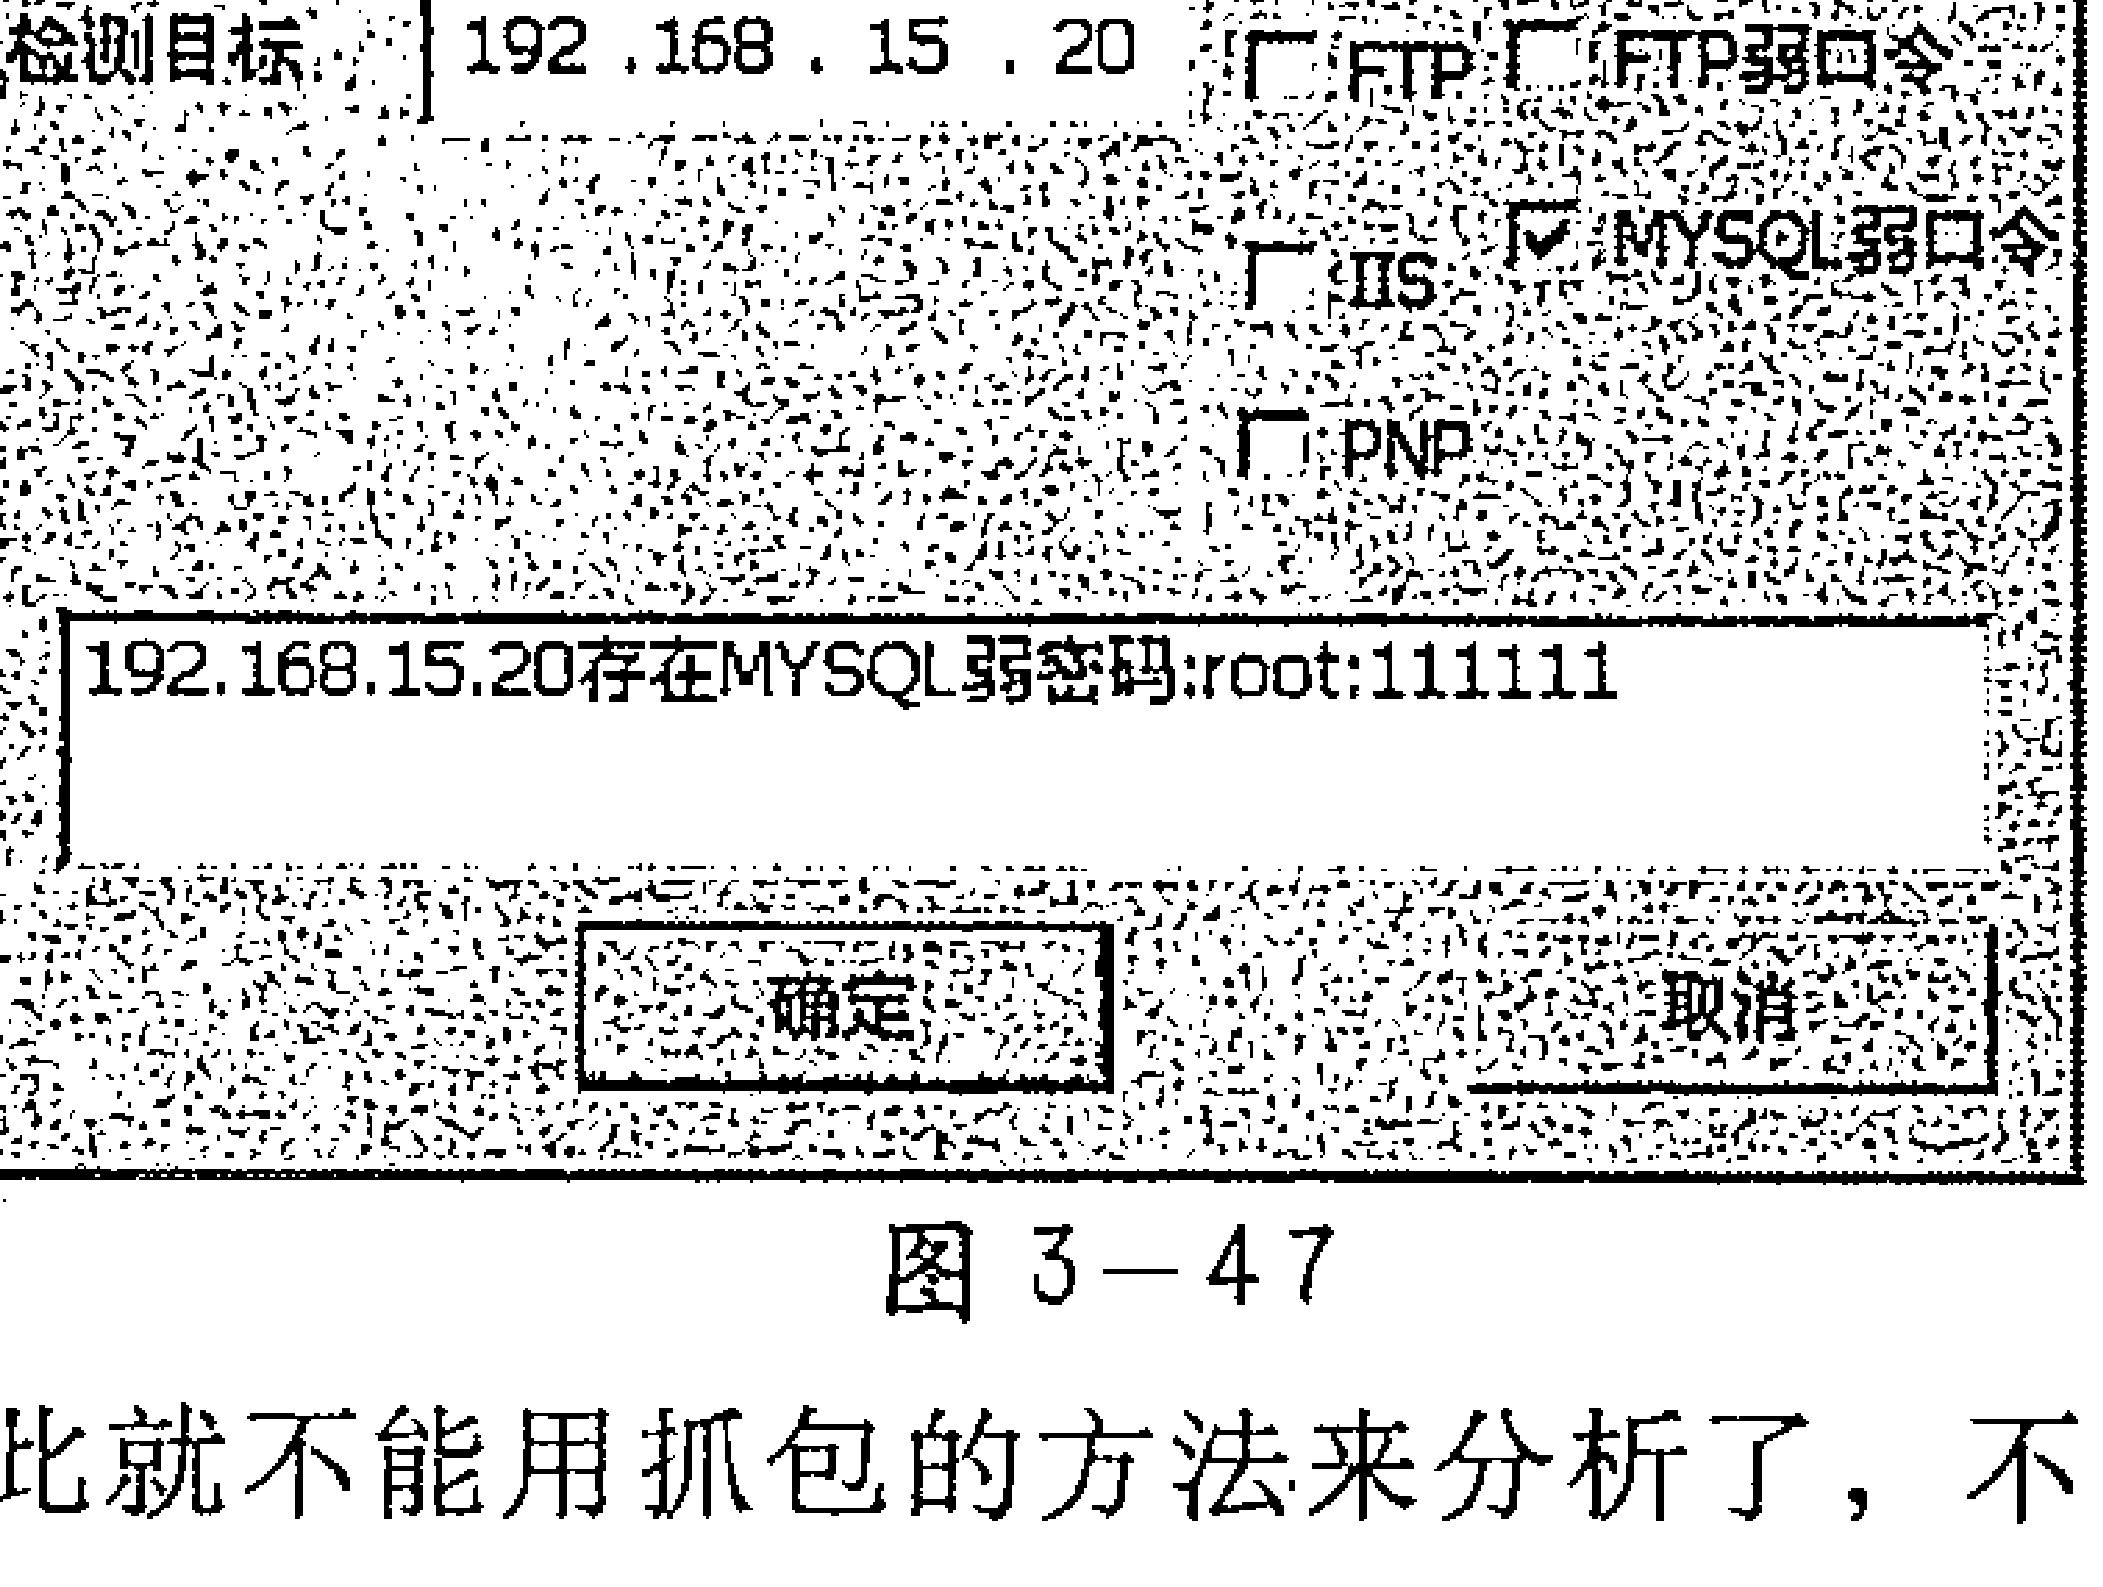 检测目标 192 .168 . 15 . 20 FTP FTP弱口令
IIS MYSQL弱口令
PNP
192.168.15.20存在MYSQL弱密码:root:111111
确定 取消
图 3—47
此就不能用抓包的方法来分析了，不